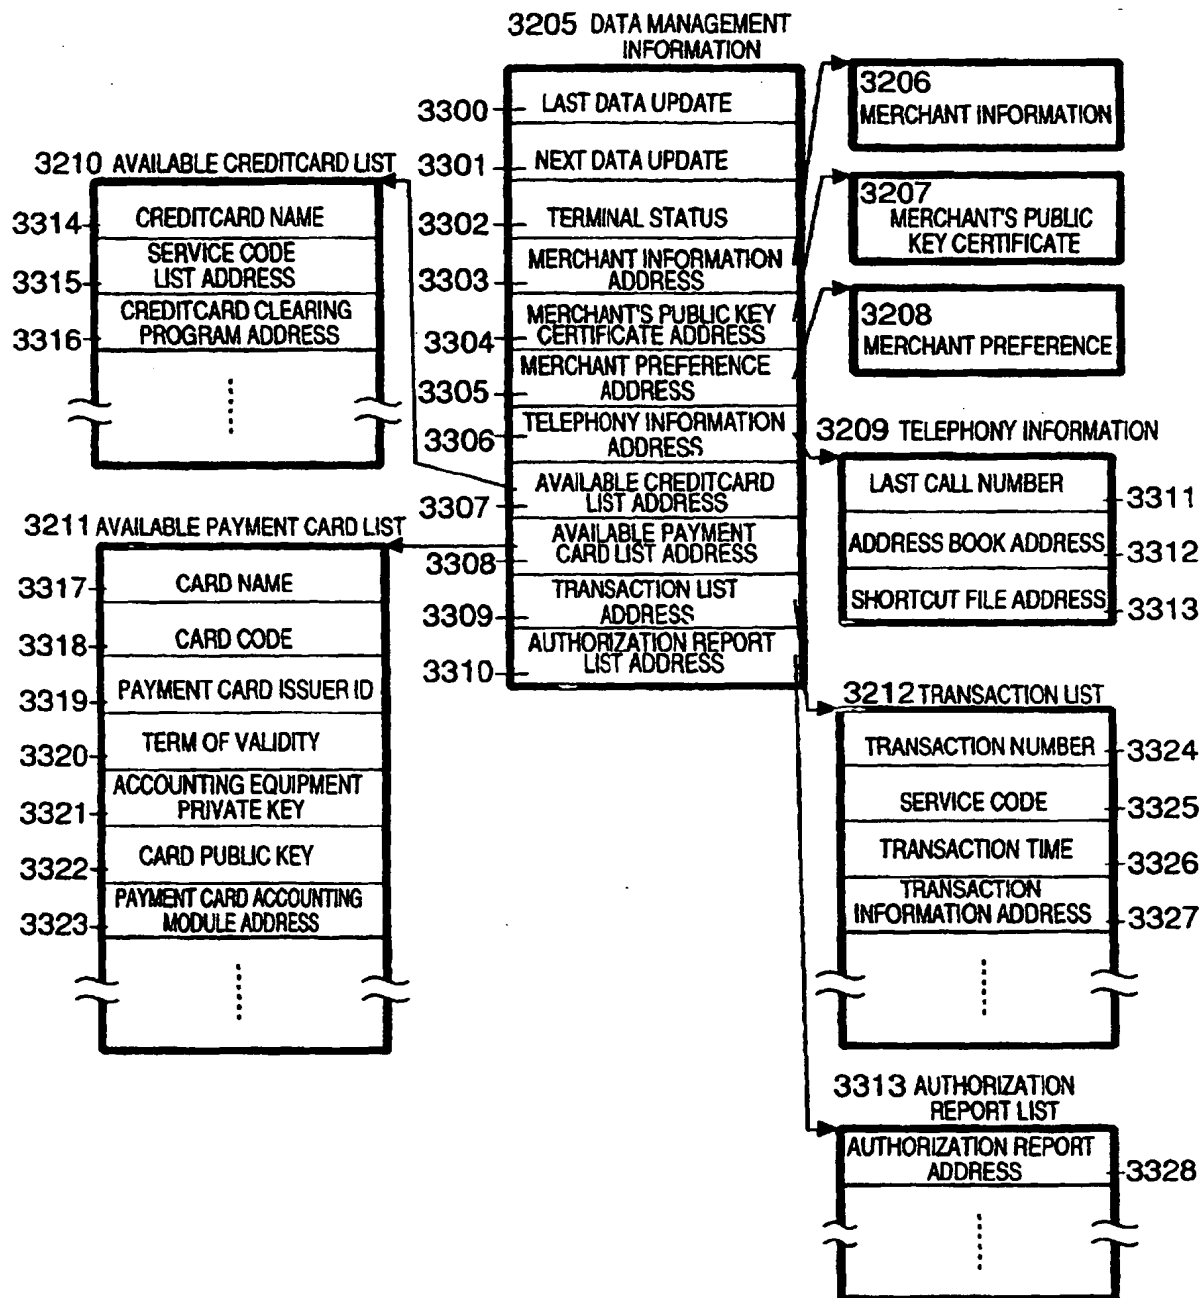 3205 DATA MANAGEMENT
INFORMATION
3300 LAST DATA UPDATE
3301 NEXT DATA UPDATE
3302 TERMINAL STATUS
3303 MERCHANT INFORMATION
ADDRESS
3304 MERCHANT'S PUBLIC KEY
CERTIFICATE ADDRESS
3305 MERCHANT PREFERENCE
ADDRESS
3306 TELEPHONY INFORMATION
ADDRESS
3307 AVAILABLE CREDITCARD
LIST ADDRESS
3308 AVAILABLE PAYMENT
CARD LIST ADDRESS
3309 TRANSACTION LIST
ADDRESS
3310 AUTHORIZATION REPORT
LIST ADDRESS
3210 AVAILABLE CREDITCARD LIST
3314 CREDITCARD NAME
3315 SERVICE CODE
LIST ADDRESS
3316 CREDITCARD CLEARING
PROGRAM ADDRESS
3211 AVAILABLE PAYMENT CARD LIST
3317 CARD NAME
3318 CARD CODE
3319 PAYMENT CARD ISSUER ID
3320 TERM OF VALIDITY
3321 ACCOUNTING EQUIPMENT
PRIVATE KEY
3322 CARD PUBLIC KEY
3323 PAYMENT CARD ACCOUNTING
MODULE ADDRESS
3206
MERCHANT INFORMATION
3207
MERCHANT'S PUBLIC
KEY CERTIFICATE
3208
MERCHANT PREFERENCE
3209 TELEPHONY INFORMATION
LAST CALL NUMBER 3311
ADDRESS BOOK ADDRESS 3312
SHORTCUT FILE ADDRESS 3313
3212 TRANSACTION LIST
TRANSACTION NUMBER 3324
SERVICE CODE 3325
TRANSACTION TIME 3326
TRANSACTION
INFORMATION ADDRESS 3327
3313 AUTHORIZATION
REPORT LIST
AUTHORIZATION REPORT
ADDRESS 3328